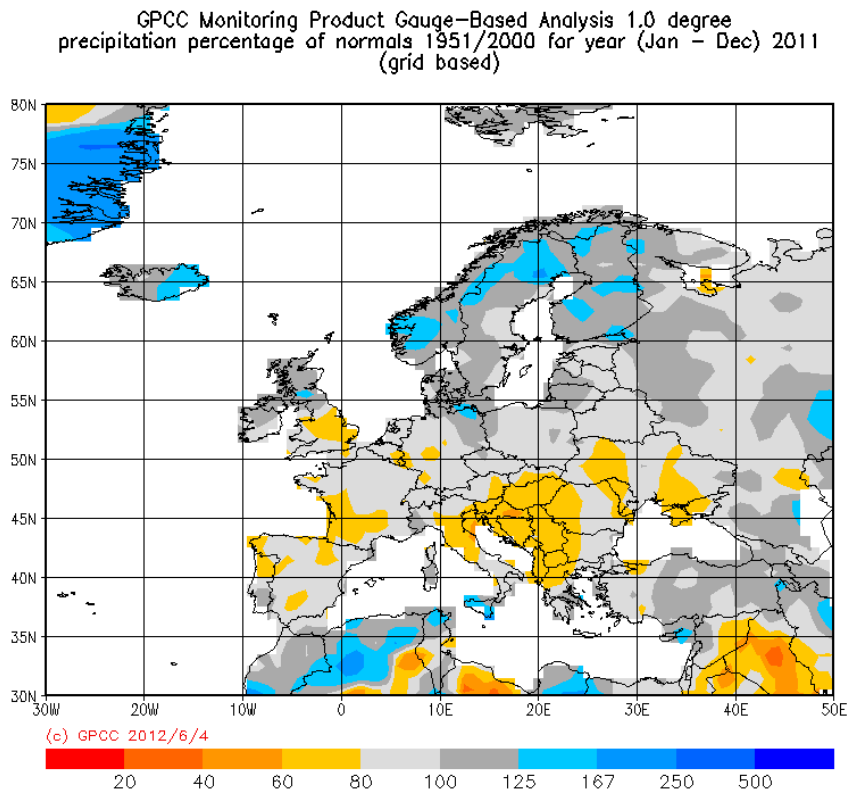 GPCC Monitoring Product Gauge-Based Analysis 1.0 degree
precipitation percentage of normals 1951/2000 for year (Jan - Dec) 2011
(grid based)
80N
75N
70N
65N
60N
55N
50N
45N
40N
35N
30N
30W 20W 10W 0 10E 20E 30E 40E 50E
(c) GPCC 2012/6/4
20 40 60 80 100 125 167 250 500